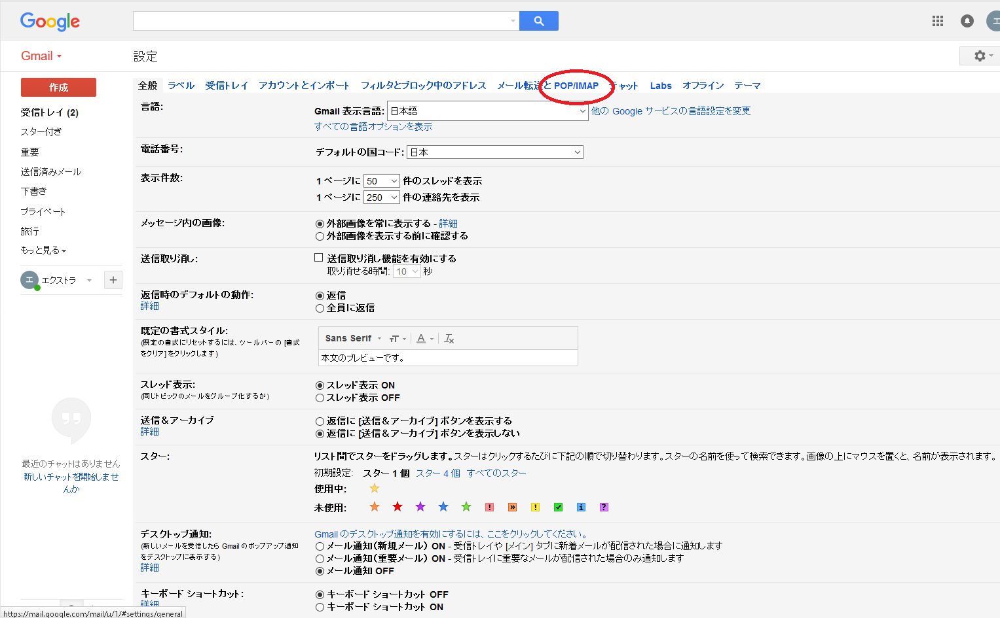 Google
エ
Gmail
設定
作成
全般 ラベル 受信トレイ アカウントとインポート フィルタとブロック中のアドレス メール転送と POP/IMAP チャット Labs オフライン テーマ
受信トレイ (2)
スター付き
重要
送信済みメール
下書き
プライベート
旅行
もっと見る
エ エクストラ +
最近のチャットはありません
新しいチャットを開始しませ
んか
言語:
Gmail 表示言語: 日本語 他の Google サービスの言語設定を変更
すべての言語オプションを表示
電話番号:
デフォルトの国コード: 日本
表示件数:
1 ページに 50 件のスレッドを表示
1 ページに 250 件の連絡先を表示
メッセージ内の画像:
外部画像を常に表示する - 詳細
外部画像を表示する前に確認する
送信取り消し:
送信取り消し機能を有効にする
取り消せる時間: 10 秒
返信時のデフォルトの動作:
詳細
返信
全員に返信
既定の書式スタイル:
(既定の書式にリセットするには、ツールバーの [書式
をクリア] をクリックします)
Sans Serif
本文のプレビューです。
スレッド表示:
(同じトピックのメールをグループ化するか)
スレッド表示 ON
スレッド表示 OFF
送信＆アーカイブ
詳細
返信に [送信＆アーカイブ] ボタンを表示する
返信に [送信＆アーカイブ] ボタンを表示しない
スター:
リスト間でスターをドラッグします。スターはクリックするたびに下記の順で切り替わります。スターの名前を使って検索できます。画像の上にマウスを置くと、名前が表示されます。
初期設定: スター 1 個 スター 4 個 すべてのスター
使用中:
未使用: ! » ! ✓ i ?
デスクトップ通知:
(新しいメールを受信したら Gmail のポップアップ通知
をデスクトップに表示する)
詳細
Gmail のデスクトップ通知を有効にするには、ここをクリックしてください。
メール通知（新規メール） ON - 受信トレイや [メイン] タブに新着メールが配信された場合に通知します
メール通知（重要メール） ON - 受信トレイに重要なメールが配信された場合のみ通知します
メール通知 OFF
キーボード ショートカット:
詳細
キーボード ショートカット OFF
キーボード ショートカット ON
https://mail.google.com/mail/u/1/#settings/general